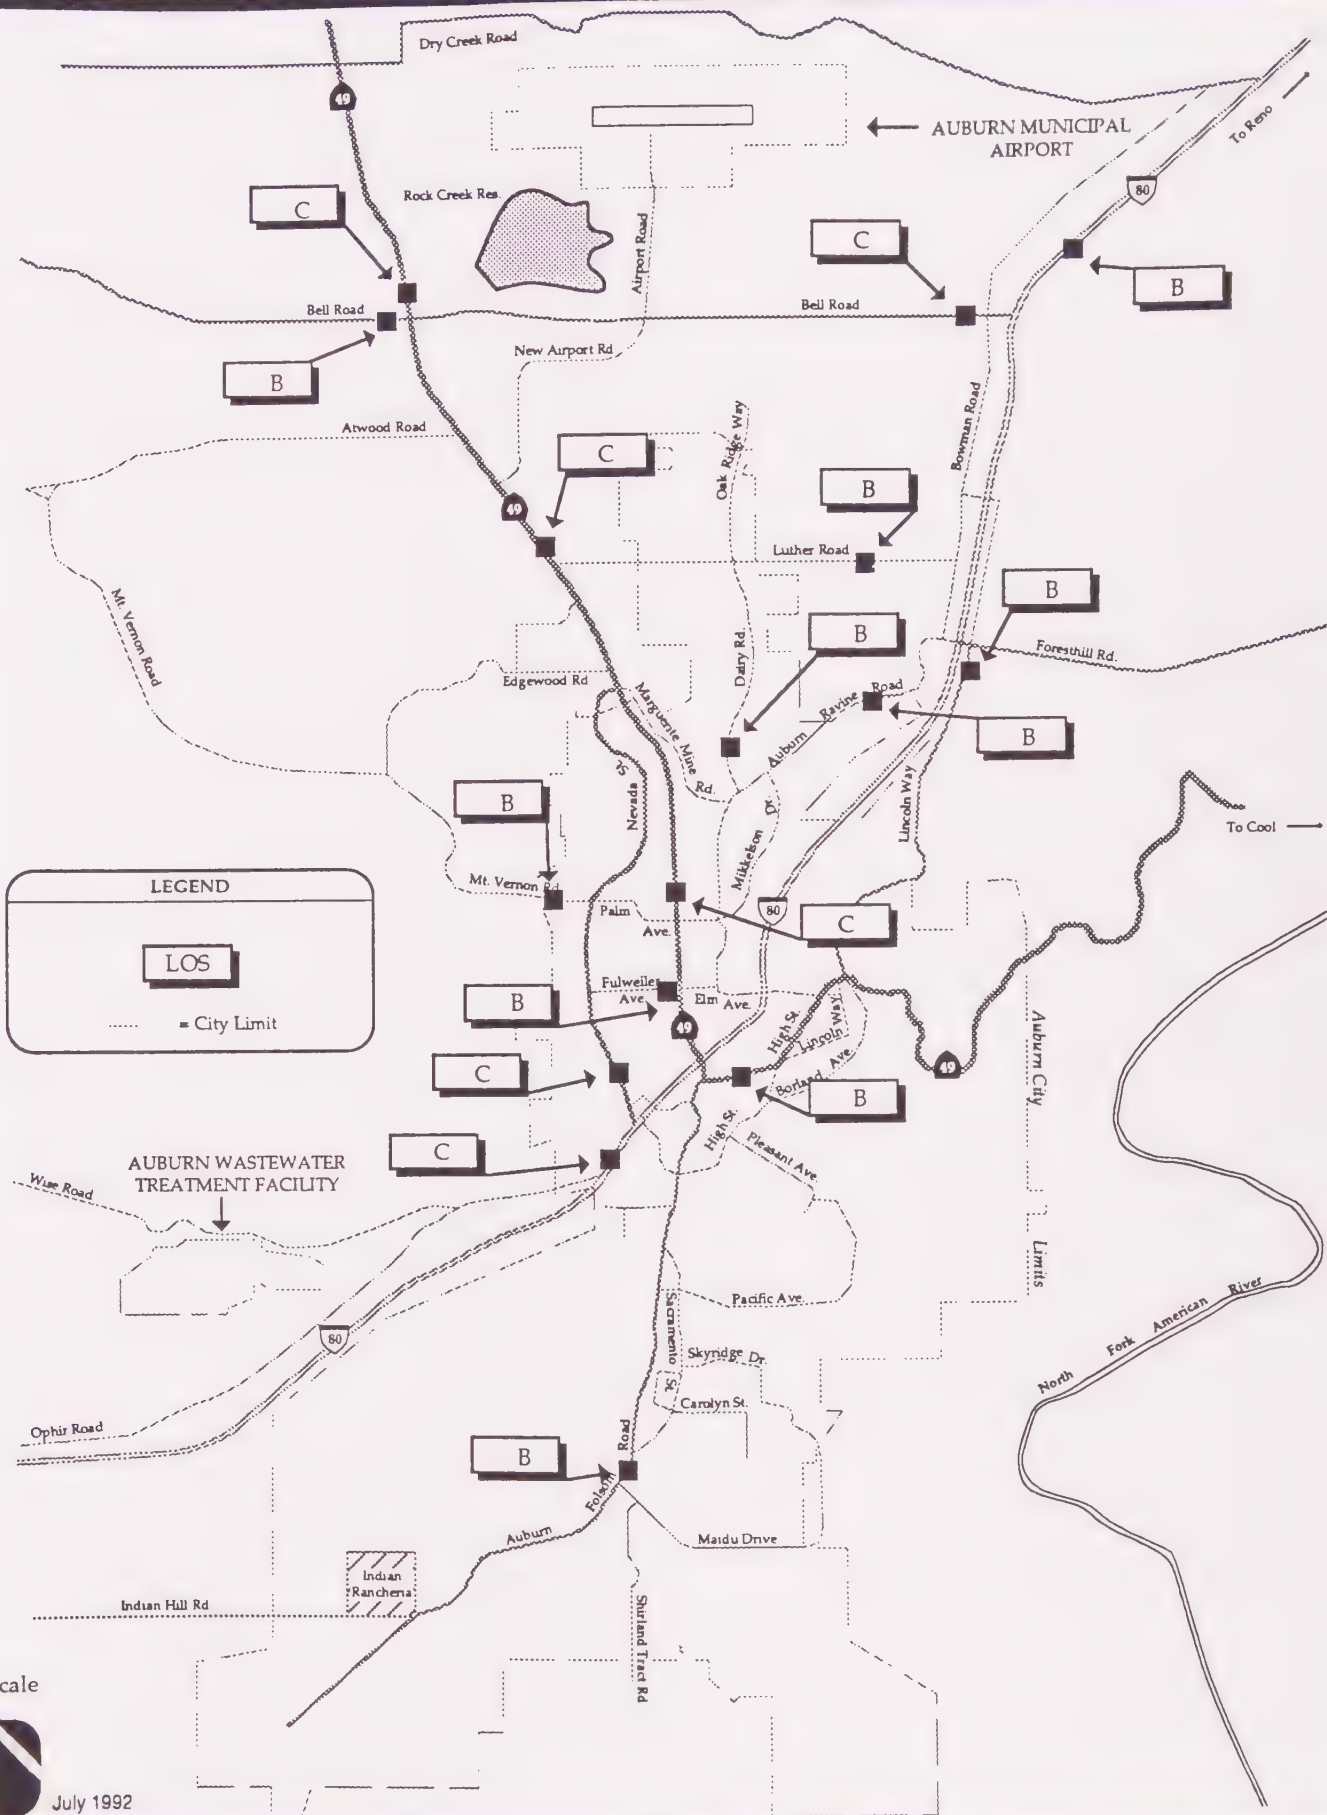 Dry Creek Road
49
AUBURN MUNICIPAL
AIRPORT
To Reno
80
Rock Creek Res.
C
Airport Road
C
B
Bell Road
Bell Road
B
New Airport Rd
Atwood Road
C
Oak Ridge Way
Bowman Road
B
49
Luther Road
B
Mt. Vernon Road
B
Dairy Rd.
Foresthill Rd.
Edgewood Rd
Marguerite Mine
Rd.
Auburn Ravine Road
B
Nevada St.
B
Mikkelson Dr.
Lincoln Way
To Cool
LEGEND
LOS
= City Limit
Mt. Vernon Rd
Palm
Ave.
80
C
Fulweiler
Ave.
Elm Ave.
B
49
High St.
Lincoln
Way
Auburn City
Limits
49
C
Borland Ave.
B
High St.
Pleasant Ave.
C
AUBURN WASTEWATER
TREATMENT FACILITY
Wise Road
Pacific Ave.
North Fork American River
80
Sacramento St.
Skyridge Dr.
Carolyn St.
Ophir Road
B
Auburn Folsom Road
Maidu Drive
Indian
Rancheria
Indian Hill Rd
Shirland Tract Rd
cale
July 1992